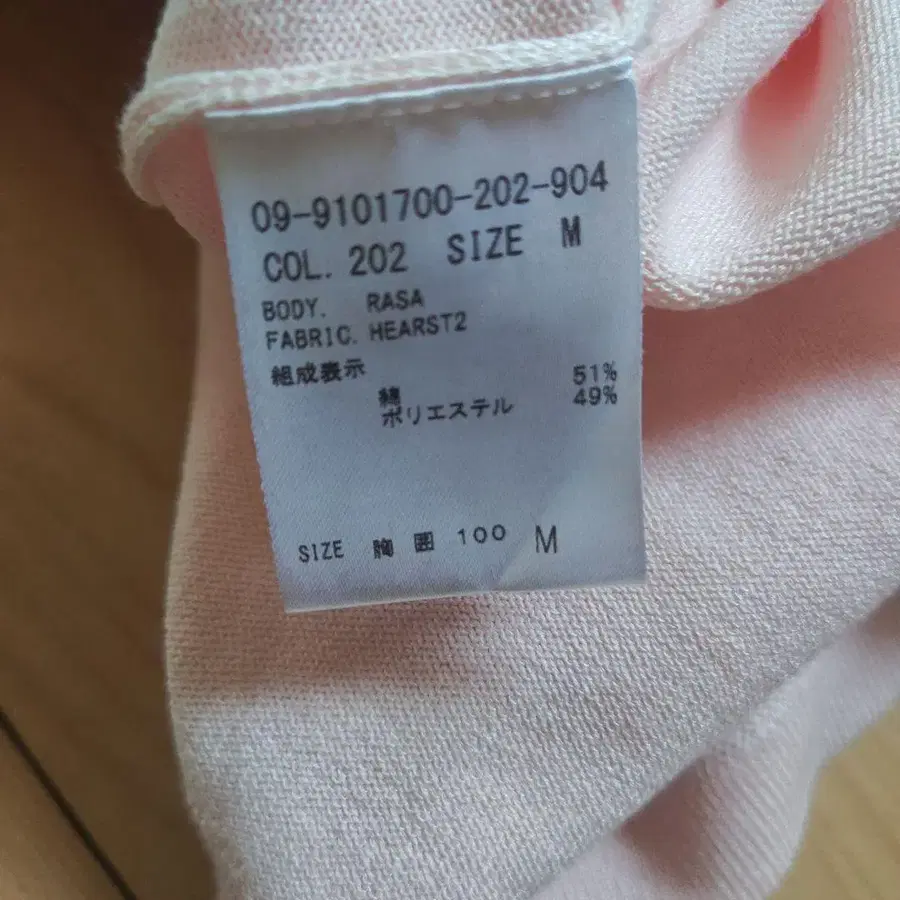 09-9101700-202-904
COL. 202 SIZE M
BODY. RASA
FABRIC. HEARST2
組成表示
綿 51%
ポリエステル 49%
SIZE 胸囲 100 M